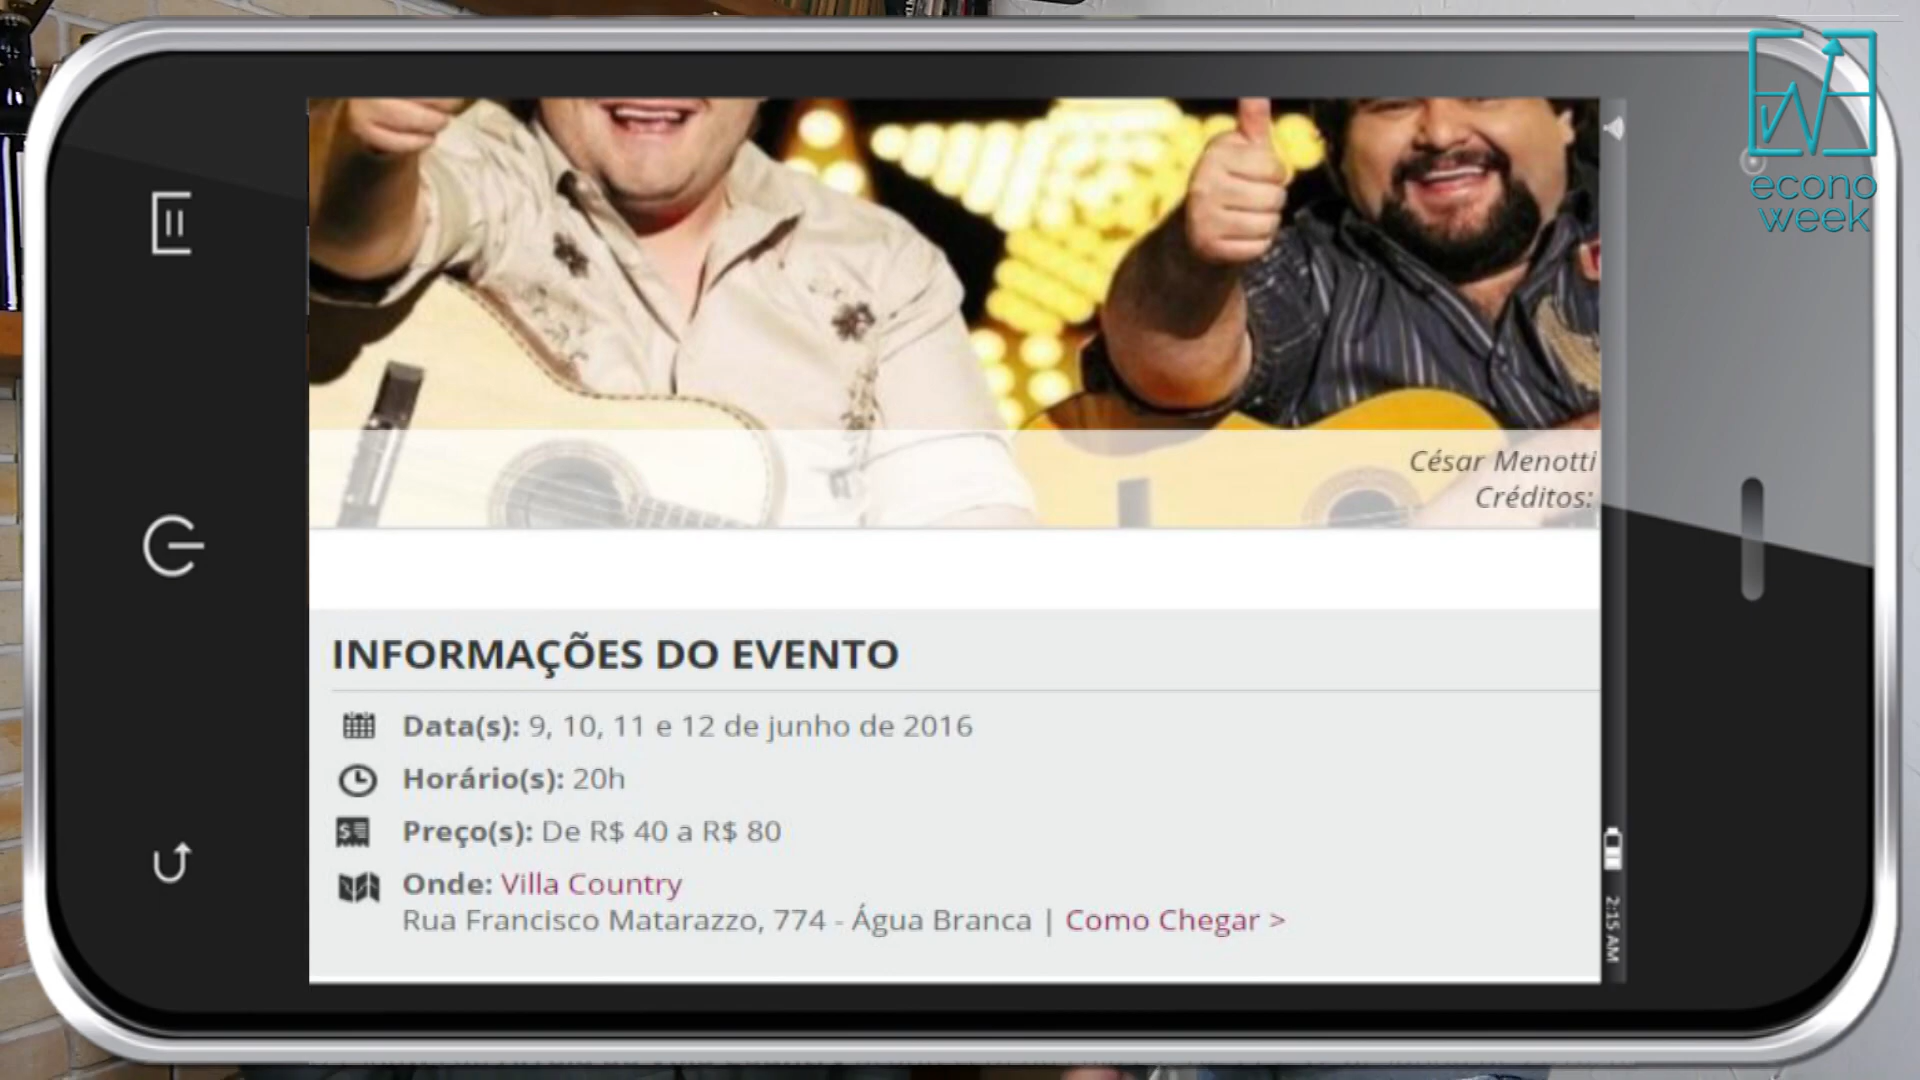 econo
week
César Menotti
Créditos:
INFORMAÇÕES DO EVENTO
Data(s): 9, 10, 11 e 12 de junho de 2016
Horário(s): 20h
Preço(s): De R$ 40 a R$ 80
Onde: Villa Country
Rua Francisco Matarazzo, 774 - Água Branca | Como Chegar >
2:15 AM